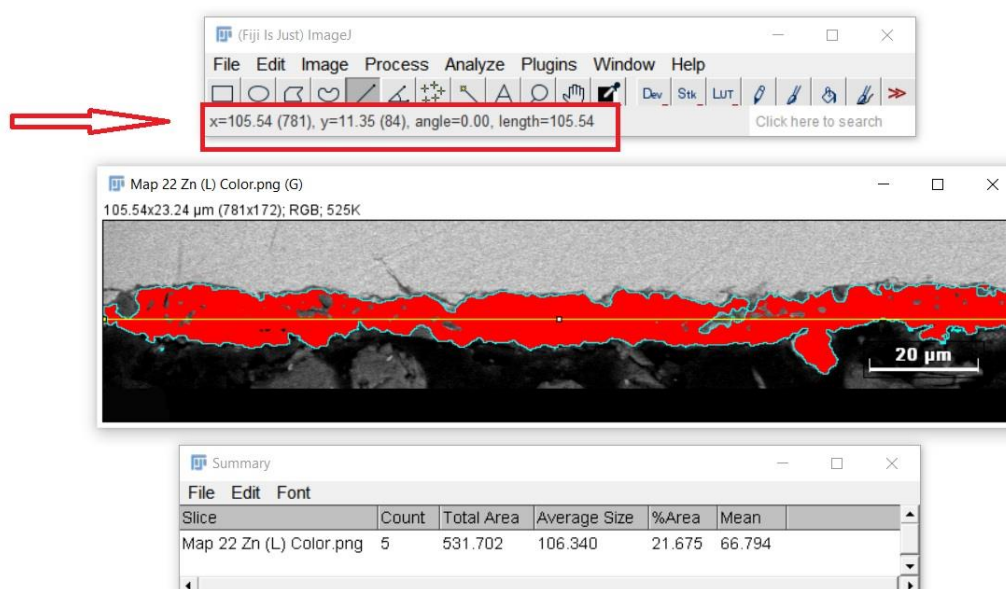 (Fiji Is Just) ImageJ
File Edit Image Process Analyze Plugins Window Help
A Dev Stk LUT >>
x=105.54 (781), y=11.35 (84), angle=0.00, length=105.54 Click here to search
Map 22 Zn (L) Color.png (G)
105.54x23.24 µm (781x172); RGB; 525K
20 µm
Summary
File Edit Font
Slice Count Total Area Average Size %Area Mean
Map 22 Zn (L) Color.png 5 531.702 106.340 21.675 66.794